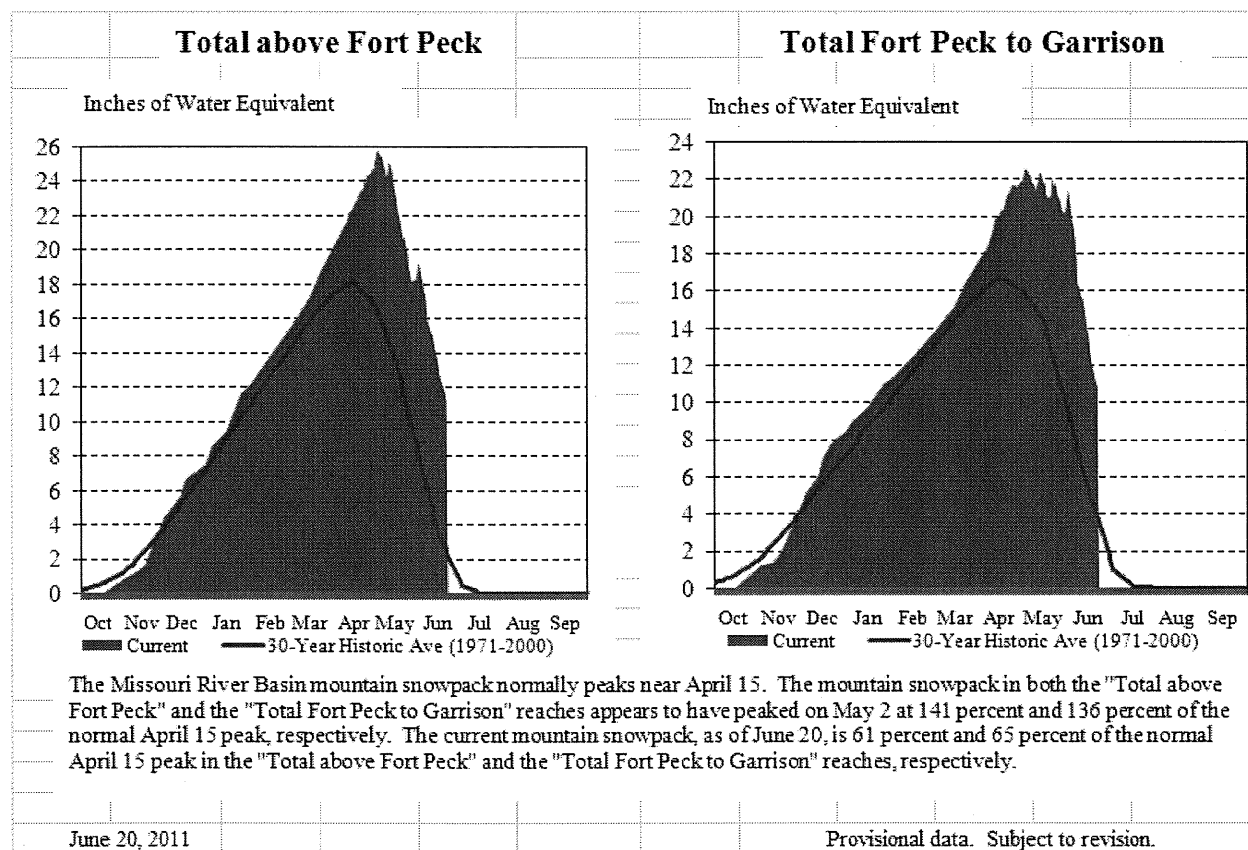 Total above Fort Peck
Inches of Water Equivalent
26
24
22
20
18
16
14
12
10
8
6
4
2
0
Oct Nov Dec Jan Feb Mar Apr May Jun Jul Aug Sep
Current 30-Year Historic Ave (1971-2000)
Total Fort Peck to Garrison
Inches of Water Equivalent
24
22
20
18
16
14
12
10
8
6
4
2
0
Oct Nov Dec Jan Feb Mar Apr May Jun Jul Aug Sep
Current 30-Year Historic Ave (1971-2000)
The Missouri River Basin mountain snowpack normally peaks near April 15. The mountain snowpack in both the "Total above
Fort Peck" and the "Total Fort Peck to Garrison" reaches appears to have peaked on May 2 at 141 percent and 136 percent of the
normal April 15 peak, respectively. The current mountain snowpack, as of June 20, is 61 percent and 65 percent of the normal
April 15 peak in the "Total above Fort Peck" and the "Total Fort Peck to Garrison" reaches, respectively.
June 20, 2011
Provisional data. Subject to revision.